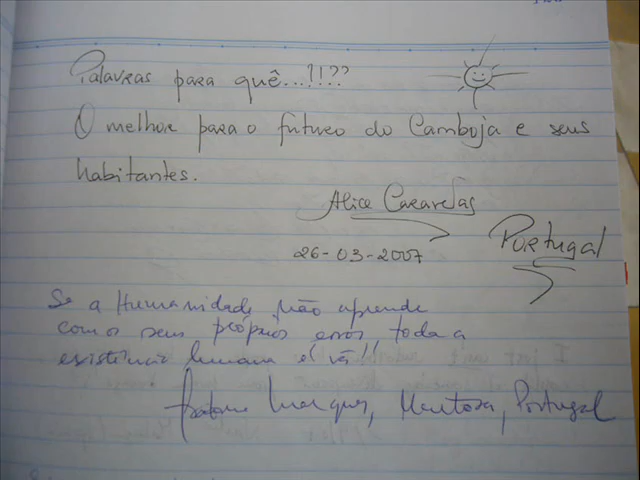 Palavras para quê...?!!??
O melhor para o futuro do Camboja e seus
habitantes.
Alice
26-03-2007
Portugal
Se a Humanidade não aprende
com os seus próprios erros, toda a
existência humana é vã!
Marques, Portugal